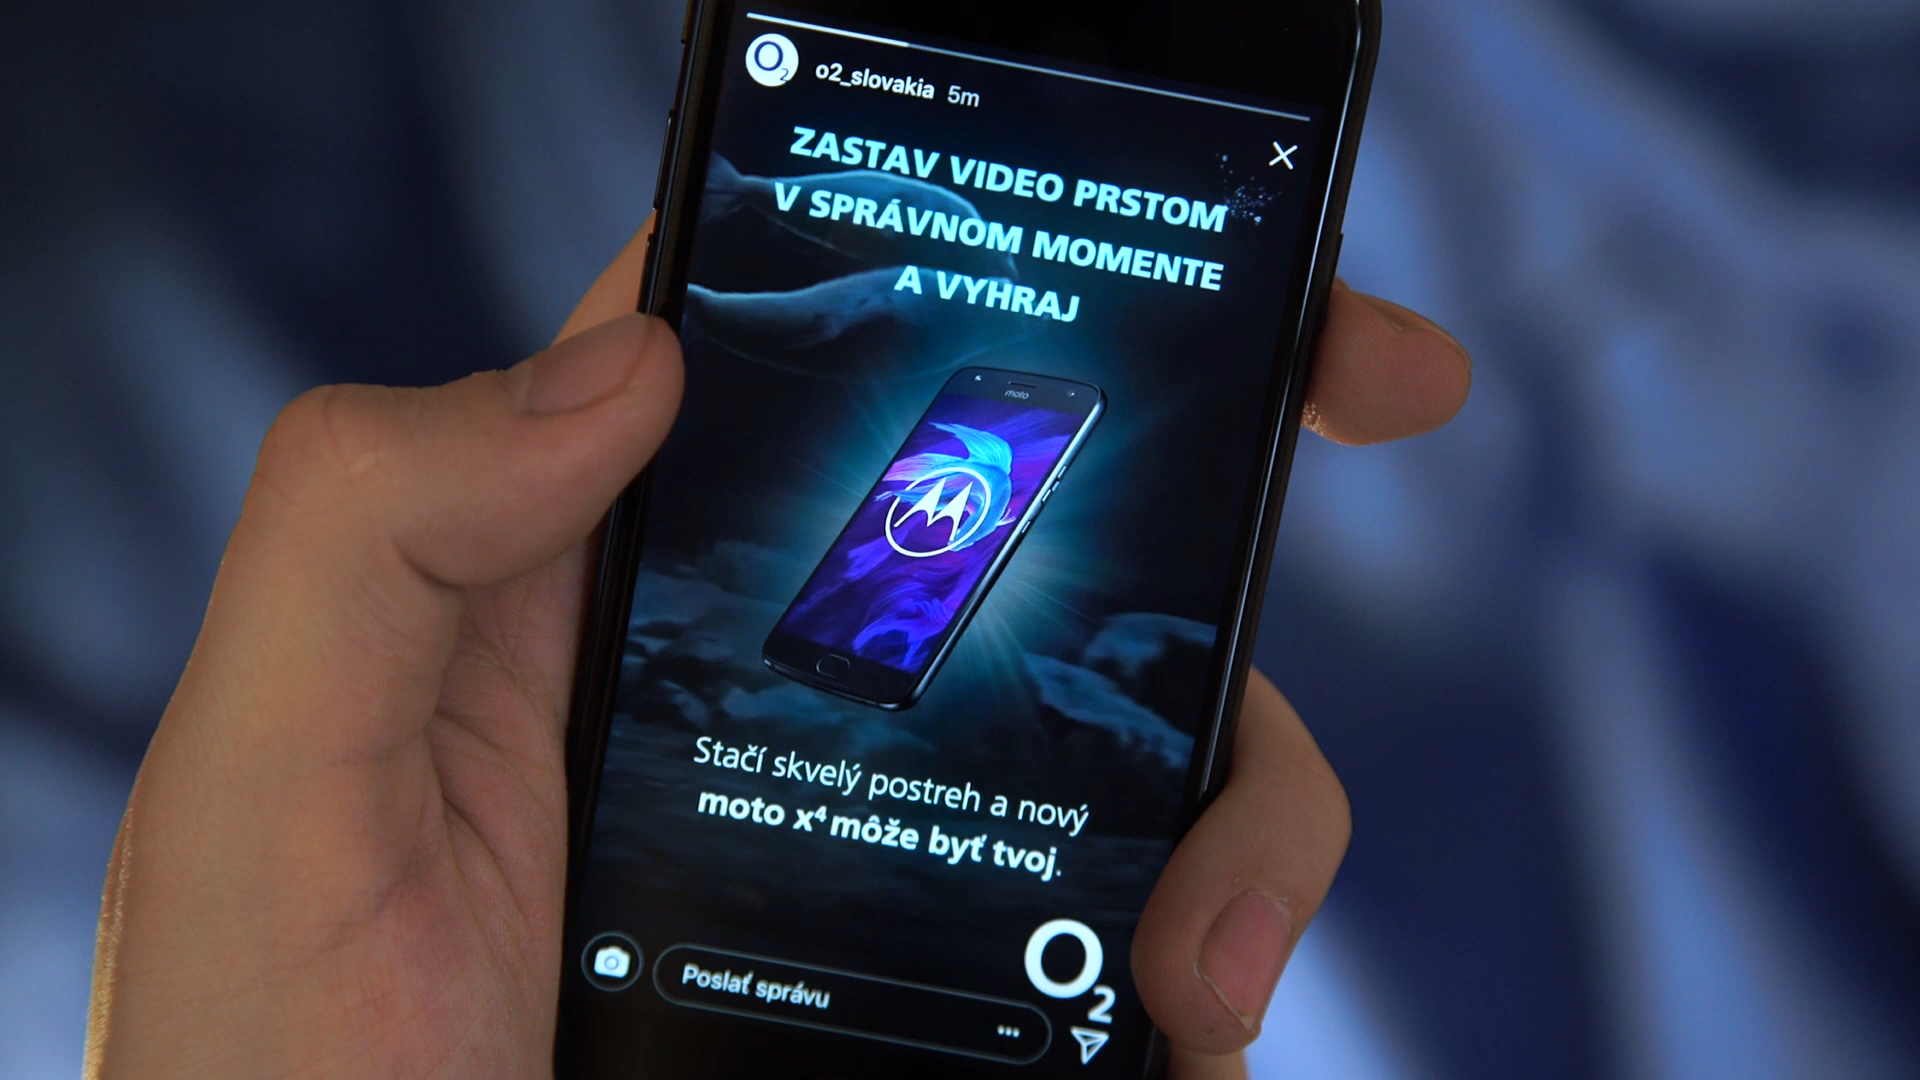 O2
o2_slovakia 5m
ZASTAV VIDEO PRSTOM
V SPRÁVNOM MOMENTE
A VYHRAJ
moto
Stačí skvelý postreh a nový
moto x⁴ môže byť tvoj.
O2
Poslať správu